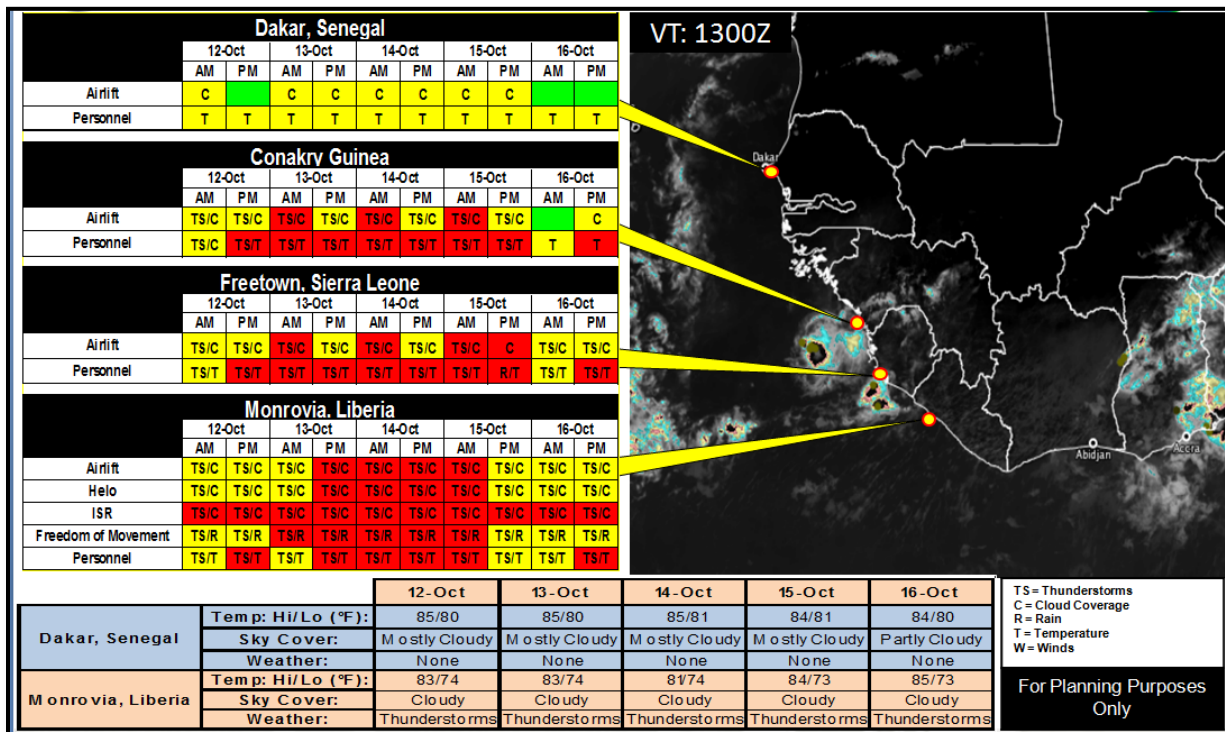 Dakar, Senegal
12-Oct 13-Oct 14-Oct 15-Oct 16-Oct
AM PM AM PM AM PM AM PM AM PM
Airlift C C C C C C C
Personnel T T T T T T T T T T
Conakry Guinea
12-Oct 13-Oct 14-Oct 15-Oct 16-Oct
AM PM AM PM AM PM AM PM AM PM
Airlift TS/C TS/C TS/C TS/C TS/C TS/C TS/C TS/C C
Personnel TS/C TS/T TS/T TS/T TS/T TS/T TS/T TS/T T T
Freetown, Sierra Leone
12-Oct 13-Oct 14-Oct 15-Oct 16-Oct
AM PM AM PM AM PM AM PM AM PM
Airlift TS/C TS/C TS/C TS/C TS/C TS/C TS/C C TS/C TS/C
Personnel TS/T TS/T TS/T TS/T TS/T TS/T TS/T R/T TS/T TS/T
Monrovia, Liberia
12-Oct 13-Oct 14-Oct 15-Oct 16-Oct
AM PM AM PM AM PM AM PM AM PM
Airlift TS/C TS/C TS/C TS/C TS/C TS/C TS/C TS/C TS/C TS/C
Helo TS/C TS/C TS/C TS/C TS/C TS/C TS/C TS/C TS/C TS/C
ISR TS/C TS/C TS/C TS/C TS/C TS/C TS/C TS/C TS/C TS/C
Freedom of Movement TS/R TS/R TS/R TS/R TS/R TS/R TS/R TS/R TS/R TS/R
Personnel TS/T TS/T TS/T TS/T TS/T TS/T TS/T TS/T TS/T TS/T
VT: 1300Z
Dakar
Abidjan
Accra
12-Oct 13-Oct 14-Oct 15-Oct 16-Oct
Dakar, Senegal
Temp: Hi/Lo (ºF): 85/80 85/80 85/81 84/81 84/80
Sky Cover: Mostly Cloudy Mostly Cloudy Mostly Cloudy Mostly Cloudy Partly Cloudy
Weather: None None None None None
Monrovia, Liberia
Temp: Hi/Lo (ºF): 83/74 83/74 81/74 84/73 85/73
Sky Cover: Cloudy Cloudy Cloudy Cloudy Cloudy
Weather: Thunderstorms Thunderstorms Thunderstorms Thunderstorms Thunderstorms
TS = Thunderstorms
C = Cloud Coverage
R = Rain
T = Temperature
W = Winds
For Planning Purposes
Only